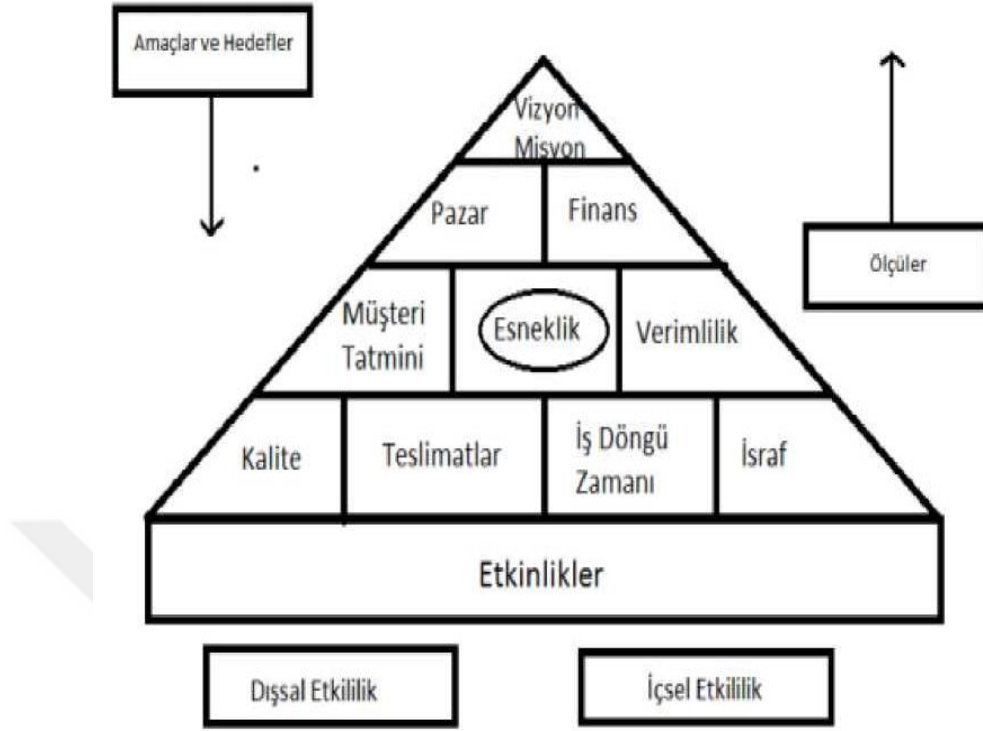 Amaçlar ve Hedefler
Vizyon
Misyon
Pazar
Finans
Ölçüler
Müşteri
Tatmini
Esneklik
Verimlilik
Kalite
Teslimatlar
İş Döngü
Zamanı
İsraf
Etkinlikler
Dışsal Etkililik
İçsel Etkililik